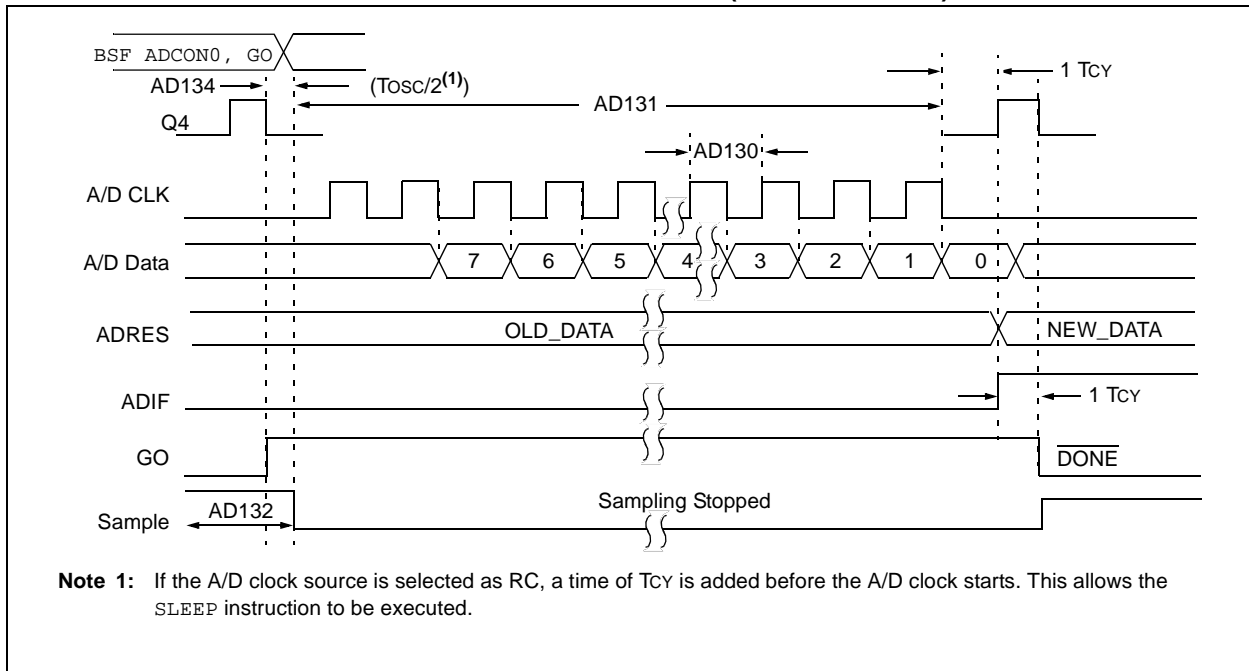 BSF ADCON0, GO
AD134 (TOSC/2(1)) 1 TCY
AD131
Q4
AD130
A/D CLK
A/D Data 7 6 5 4 3 2 1 0
ADRES OLD_DATA NEW_DATA
ADIF 1 TCY
GO DONE
Sampling Stopped
Sample AD132
Note 1: If the A/D clock source is selected as RC, a time of TCY is added before the A/D clock starts. This allows the
SLEEP instruction to be executed.